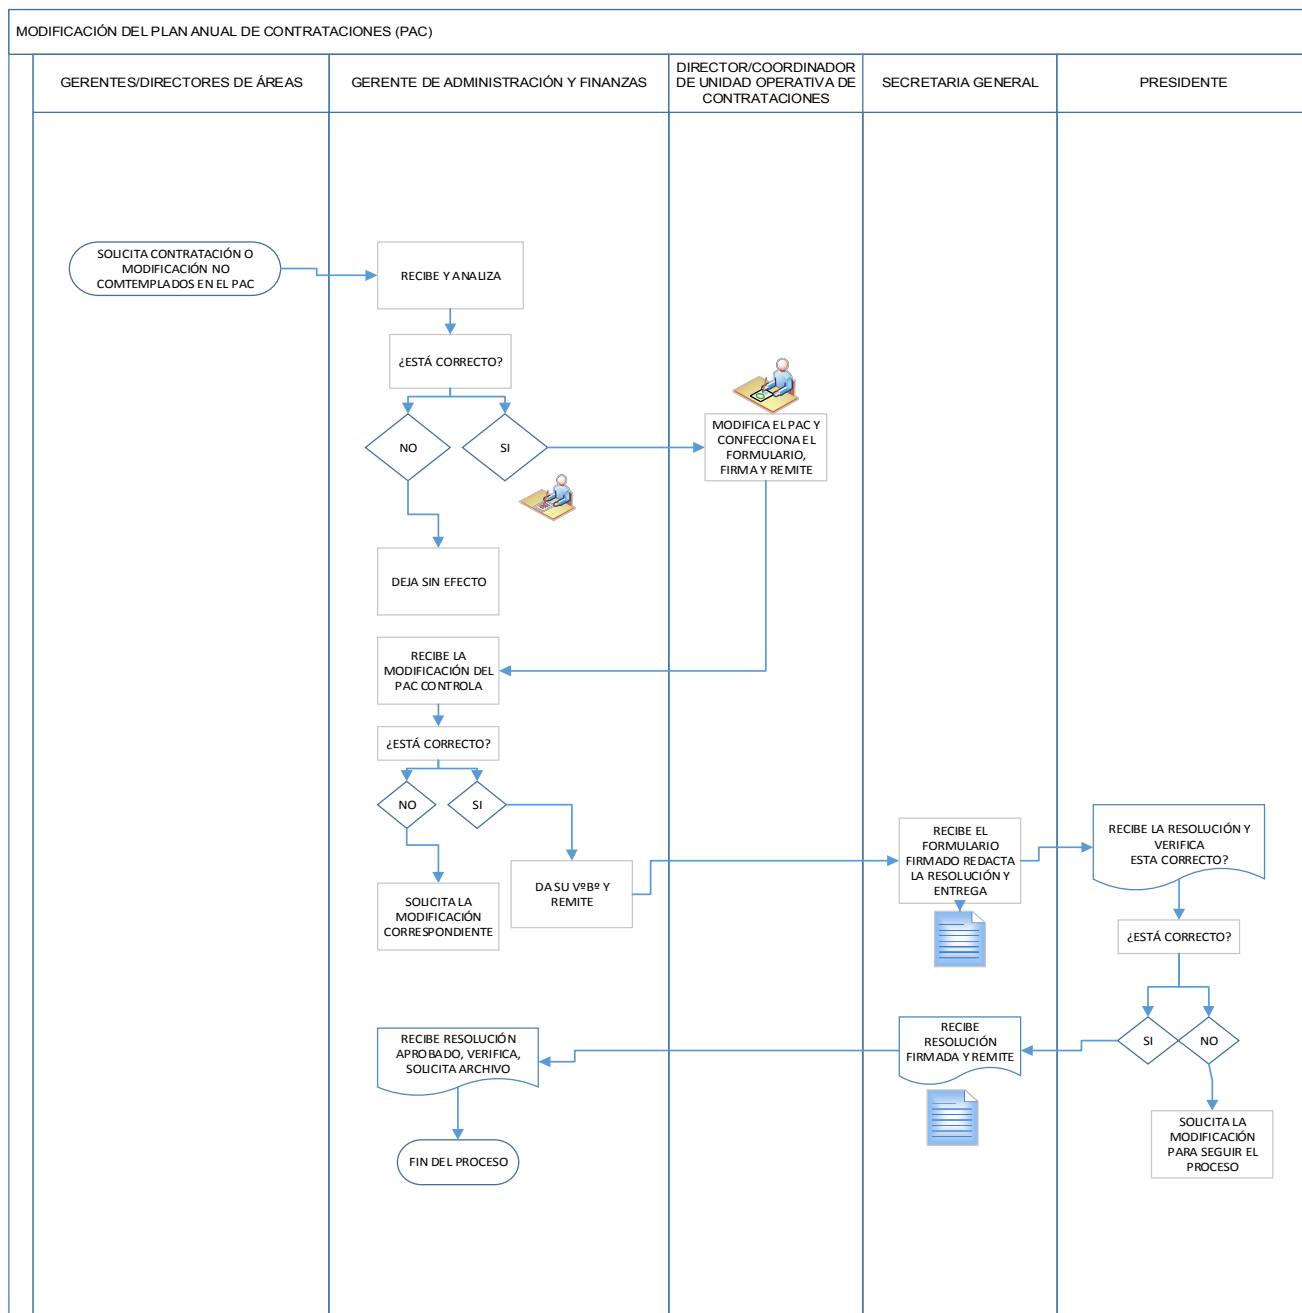 MODIFICACIÓN DEL PLAN ANUAL DE CONTRATACIONES (PAC)
GERENTES/DIRECTORES DE ÁREAS
GERENTE DE ADMINISTRACIÓN Y FINANZAS
DIRECTOR/COORDINADOR
DE UNIDAD OPERATIVA DE
CONTRATACIONES
SECRETARIA GENERAL
PRESIDENTE
SOLICITA CONTRATACIÓN O
MODIFICACIÓN NO
COMTEMPLADOS EN EL PAC
RECIBE Y ANALIZA
¿ESTÁ CORRECTO?
NO
SI
MODIFICA EL PAC Y
CONFECCIONA EL
FORMULARIO,
FIRMA Y REMITE
DEJA SIN EFECTO
RECIBE LA
MODIFICACIÓN DEL
PAC CONTROLA
¿ESTÁ CORRECTO?
NO
SI
SOLICITA LA
MODIFICACIÓN
CORRESPONDIENTE
DA SU VºBº Y
REMITE
RECIBE EL
FORMULARIO
FIRMADO REDACTA
LA RESOLUCIÓN Y
ENTREGA
RECIBE LA RESOLUCIÓN Y
VERIFICA
ESTA CORRECTO?
¿ESTÁ CORRECTO?
SI
NO
RECIBE
RESOLUCIÓN
FIRMADA Y REMITE
RECIBE RESOLUCIÓN
APROBADO, VERIFICA,
SOLICITA ARCHIVO
SOLICITA LA
MODIFICACIÓN
PARA SEGUIR EL
PROCESO
FIN DEL PROCESO